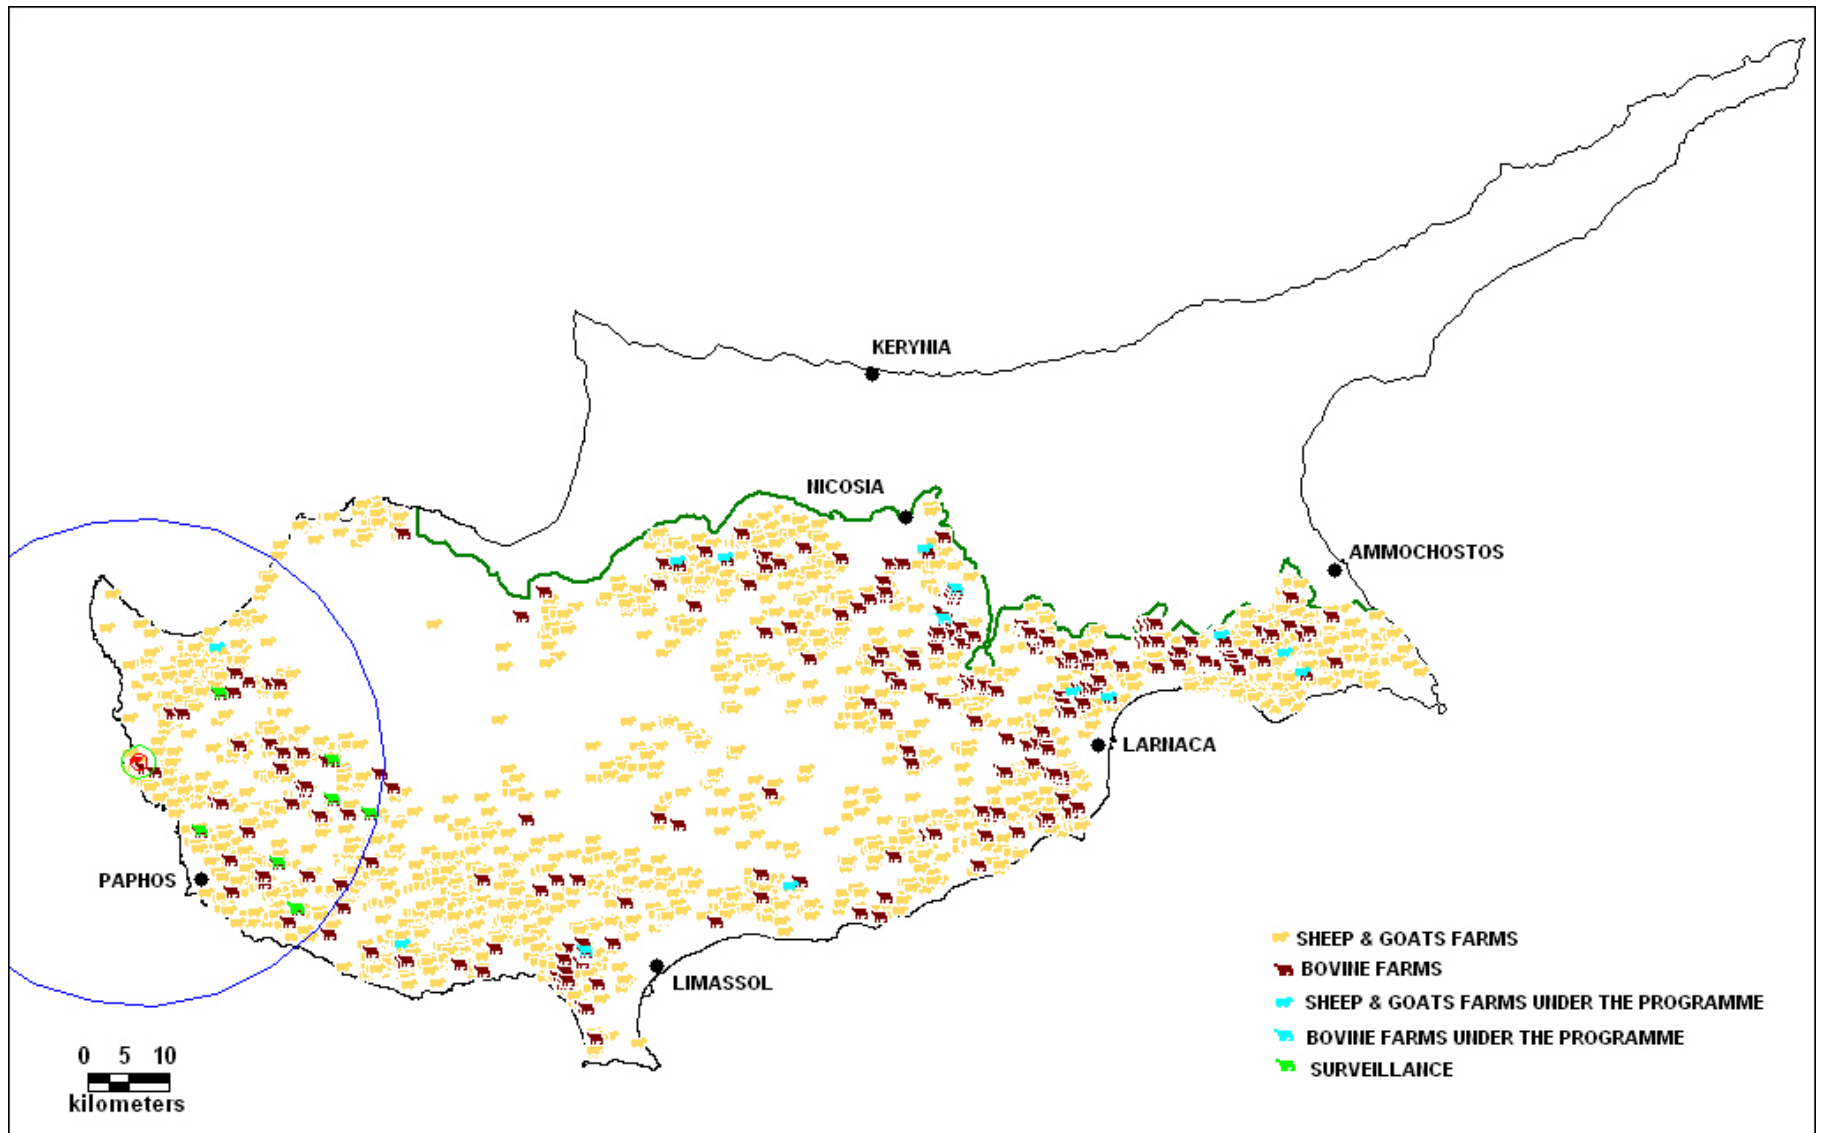 KERYNIA
NICOSIA
AMMOCHOSTOS
LARNACA
PAPHOS
LIMASSOL
SHEEP & GOATS FARMS
BOVINE FARMS
SHEEP & GOATS FARMS UNDER THE PROGRAMME
BOVINE FARMS UNDER THE PROGRAMME
SURVEILLANCE
0 5 10
kilometers